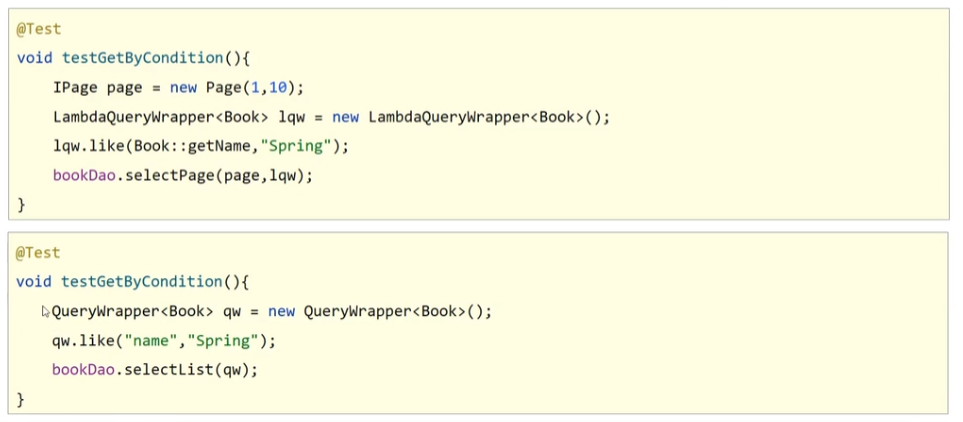 @Test
void testGetByCondition(){
    IPage page = new Page(1,10);
    LambdaQueryWrapper<Book> lqw = new LambdaQueryWrapper<Book>();
    lqw.like(Book::getName,"Spring");
    bookDao.selectPage(page,lqw);
}
@Test
void testGetByCondition(){
    QueryWrapper<Book> qw = new QueryWrapper<Book>();
    qw.like("name","Spring");
    bookDao.selectList(qw);
}